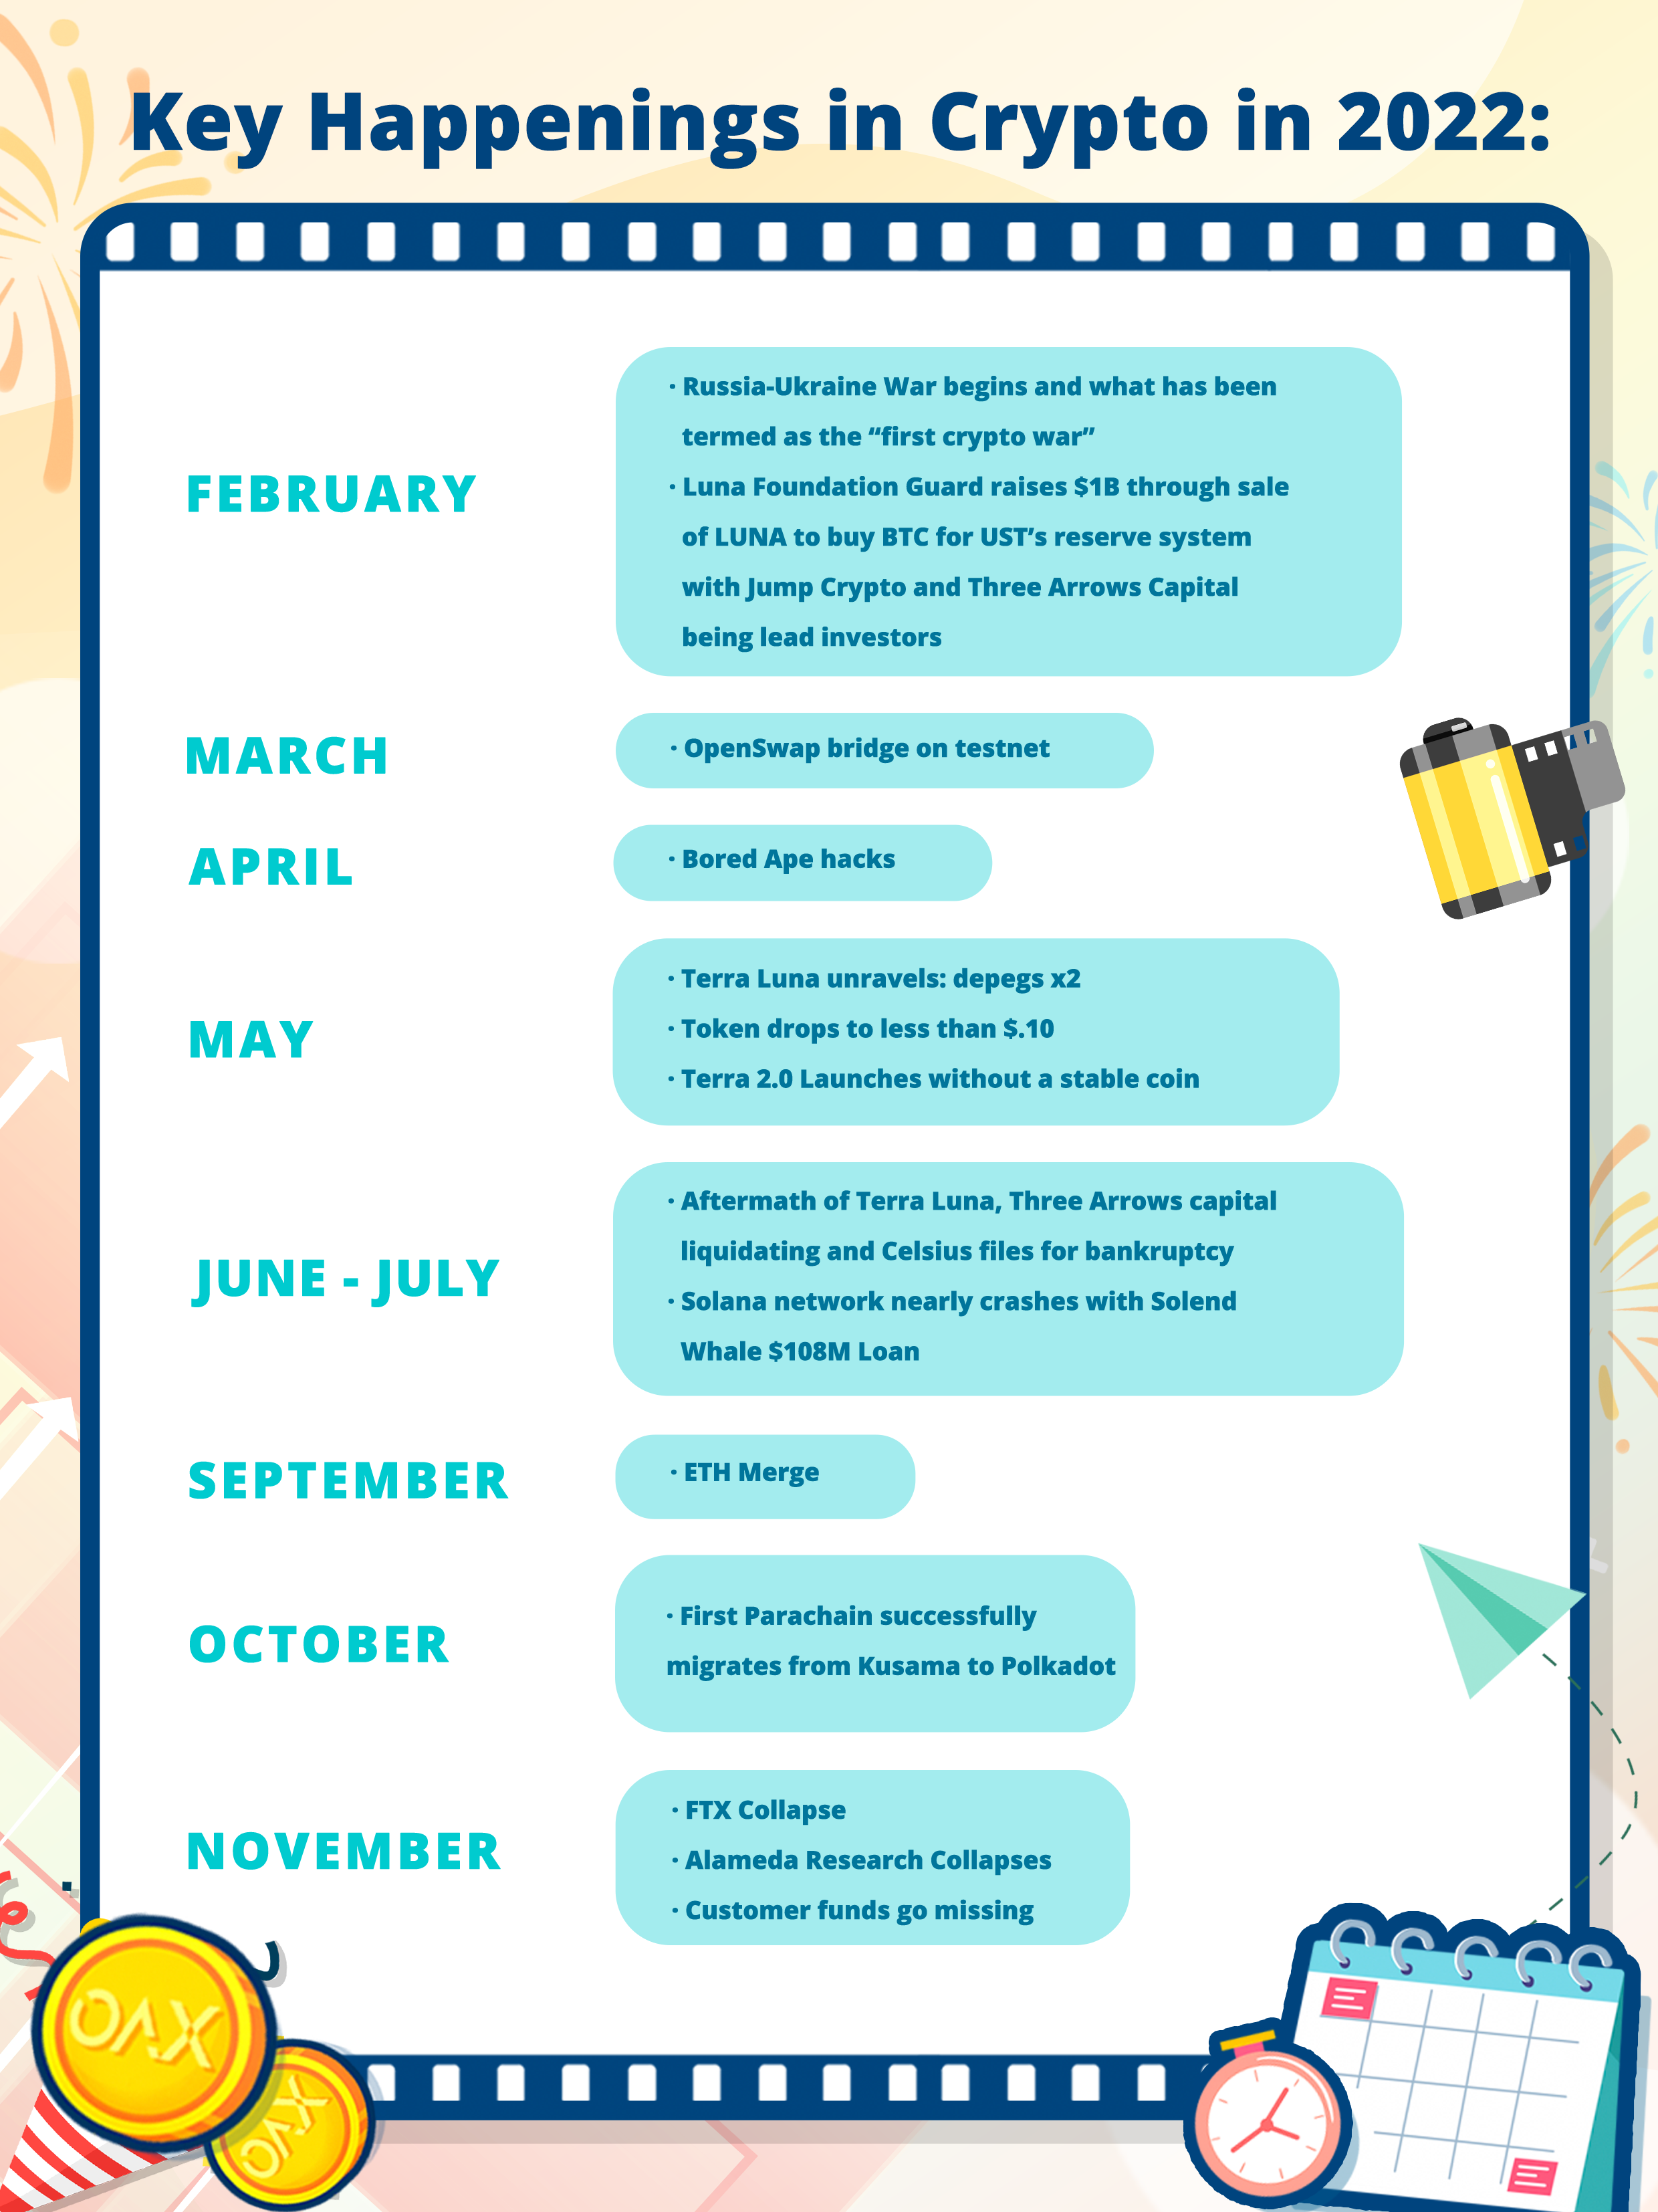 Key Happenings in Crypto in 2022:
FEBRUARY
· Russia-Ukraine War begins and what has been
termed as the “first crypto war”
· Luna Foundation Guard raises $1B through sale
of LUNA to buy BTC for UST’s reserve system
with Jump Crypto and Three Arrows Capital
being lead investors
MARCH
· OpenSwap bridge on testnet
APRIL
· Bored Ape hacks
MAY
· Terra Luna unravels: depegs x2
· Token drops to less than $.10
· Terra 2.0 Launches without a stable coin
JUNE - JULY
· Aftermath of Terra Luna, Three Arrows capital
liquidating and Celsius files for bankruptcy
· Solana network nearly crashes with Solend
Whale $108M Loan
SEPTEMBER
· ETH Merge
OCTOBER
· First Parachain successfully
migrates from Kusama to Polkadot
NOVEMBER
· FTX Collapse
· Alameda Research Collapses
· Customer funds go missing
OAX
OAX